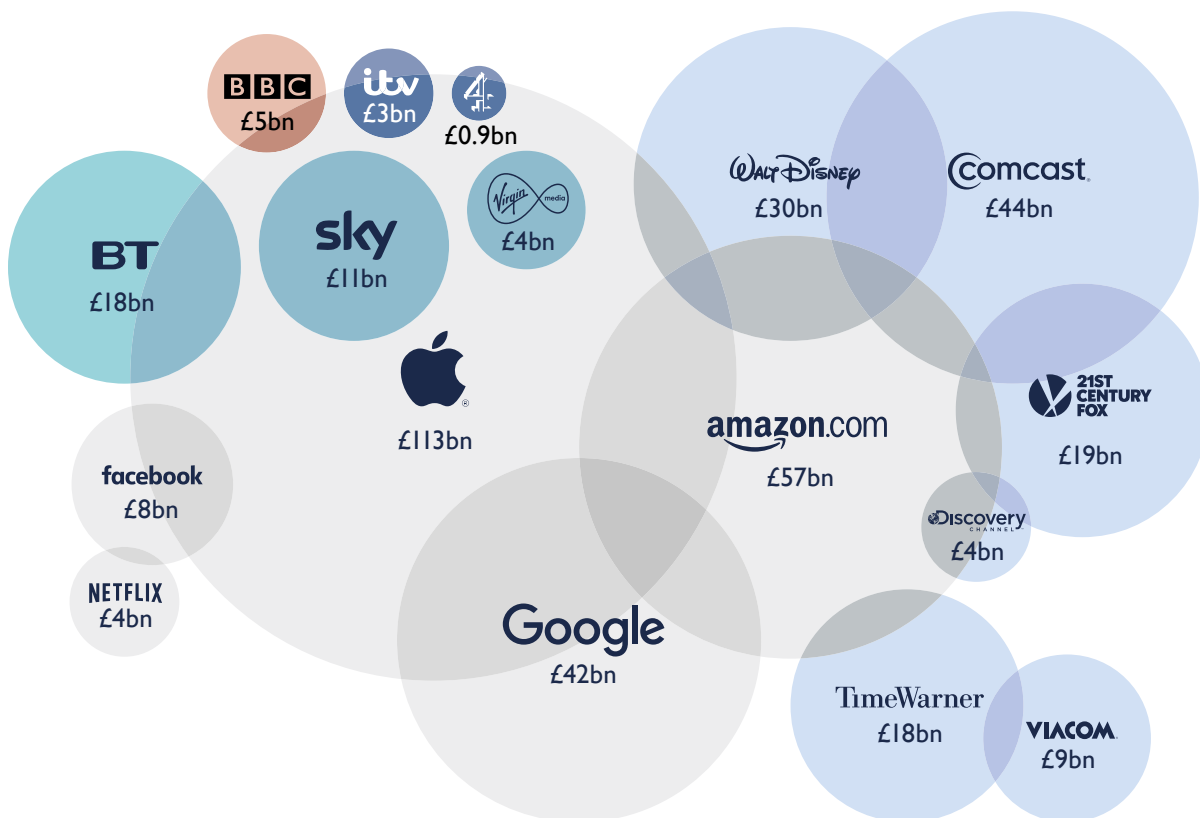 BBC
£5bn
itv
£3bn
4
£0.9bn
WALT DISNEY
£30bn
Comcast.
£44bn
BT
£18bn
sky
£11bn
Virgin media
£4bn
®
£113bn
amazon.com
£57bn
21ST
CENTURY
FOX
£19bn
facebook
£8bn
Discovery
CHANNEL
£4bn
NETFLIX
£4bn
Google
£42bn
TimeWarner
£18bn
VIACOM
£9bn